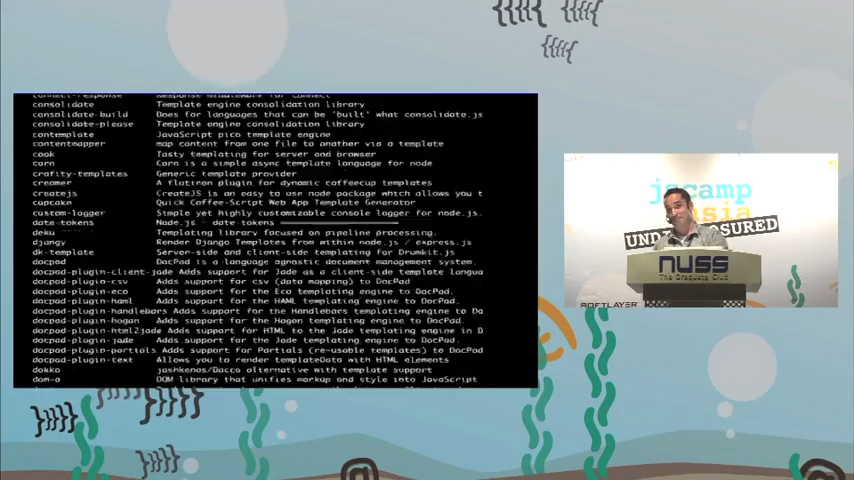 connect-response Response middleware for Connect
consolidate Template engine consolidation library
consolidate-build Does for languages that can be 'built' what consolidate.js
consolidate-please Template engine consolidation library
contemplate JavaScript pico template engine
contentmapper map content from one file to another via a template
cook Tasty templating for server and browser
corn Corn is a simple async template language for node
crafity-templates Generic template provider
creamer A flatiron plugin for dynamic coffeecup templates
createjs CreateJS is an easy to use node package which allows you t
cupcake Quick Coffee-Script Web App Template Generator
custom-logger Simple yet highly customizable console logger for node.js.
date-tokens Node.js - date tokens
deku Templating library focused on pipeline processing.
djungy Render Django Templates from within node.js / express.js
dk-template Server-side and client-side templating for Drumkit.js
docpad DocPad is a language agnostic document management system.
docpad-plugin-client-jade Adds support for Jade as a client-side template langua
docpad-plugin-csv Adds support for csv (data mapping) to DocPad
docpad-plugin-eco Adds support for the Eco templating engine to DocPad.
docpad-plugin-haml Adds support for the HAML templating engine to DocPad.
docpad-plugin-handlebars Adds support for the Handlebars templating engine to Do
docpad-plugin-hogan Adds support for the Hogan templating engine to DocPad.
docpad-plugin-html2jade Adds support for HTML to the Jade templating engine in D
docpad-plugin-jade Adds support for the Jade templating engine to DocPad.
docpad-plugin-partials Adds support for Partials (re-usable templates) to DocPad
docpad-plugin-text Allows you to render templateData with HTML elements
dokka jashkenas/Docco alternative with template support
dom-o DOM library that unifies markup and style into JavaScript
jscamp
asia
nuss
The Graduate Club
SOFTLAYER